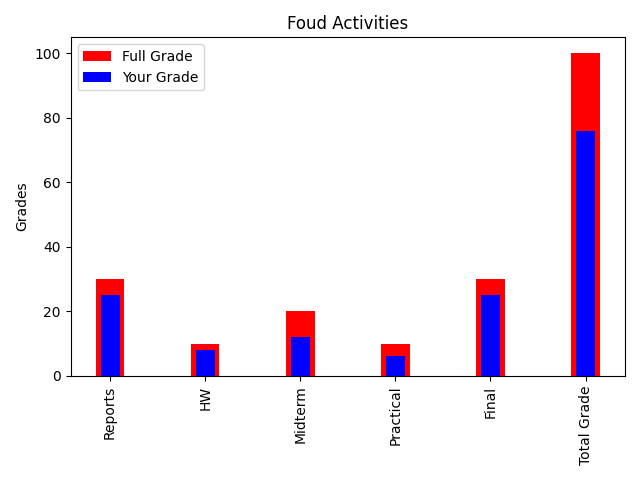 Foud Activities
Full Grade
Your Grade
Grades
100
80
60
40
20
0
Reports
HW
Midterm
Practical
Final
Total Grade